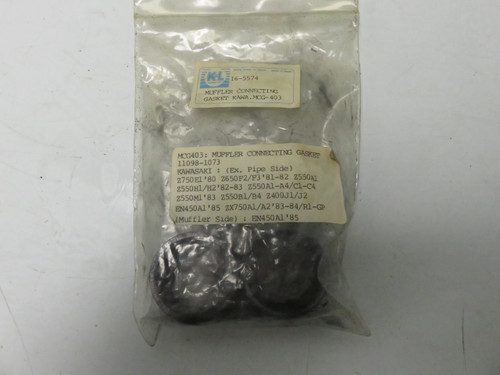 K&L
16-5574
MUFFLER CONNECTING
GASKET KAWA.MCG-403
MCG403: MUFFLER CONNECTING GASKET
11098-1073
KAWASAKI : (Ex. Pipe Side)
Z750E1'80 Z650F2/F3'81-82 Z550A1
Z550H1/H2'82-83 Z550A1-A4/C1-C4
Z550M1'83 Z550B1/B4 Z400J1/J2
EN450A1'85 ZX750A1/A2'83-84/R1-GP
(Muffler Side) : EN450A1'85